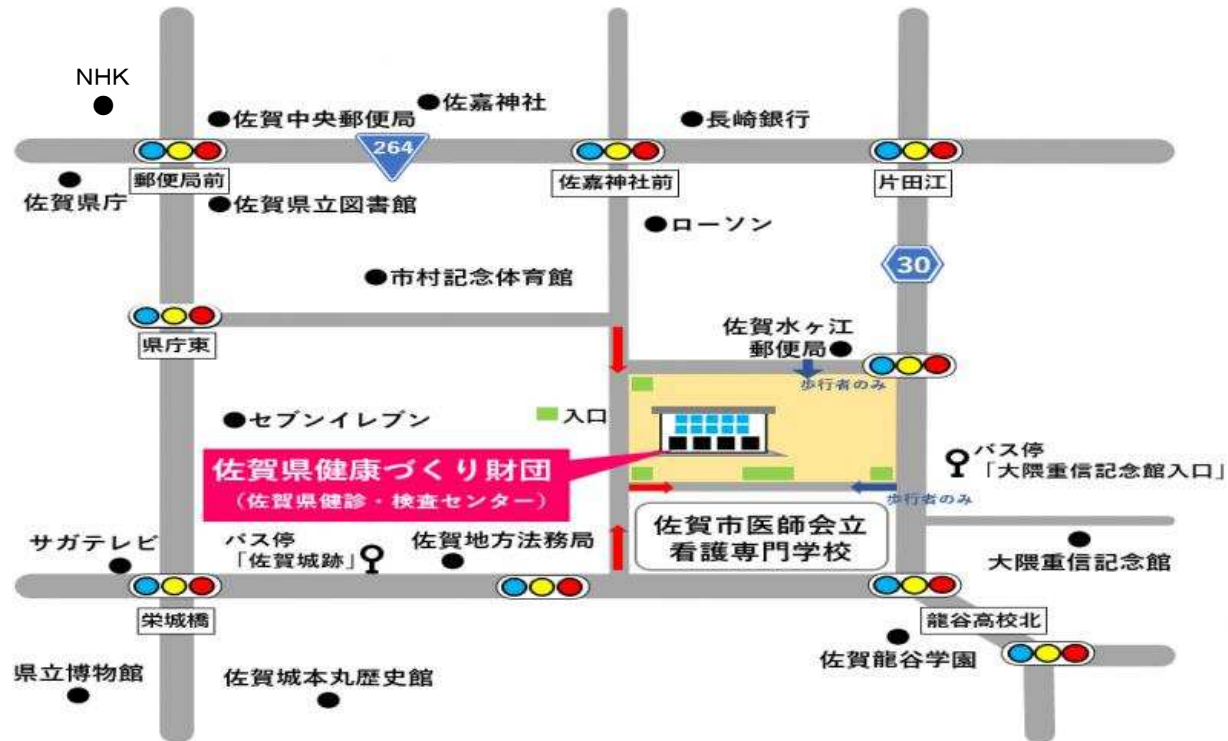 NHK
佐賀中央郵便局
佐嘉神社
長崎銀行
264
郵便局前
佐嘉神社前
片田江
佐賀県庁
佐賀県立図書館
ローソン
30
市村記念体育館
県庁東
佐賀水ヶ江
郵便局
歩行者のみ
セブンイレブン
入口
佐賀県健康づくり財団
(佐賀県健診・検査センター)
バス停
「大隈重信記念館入口」
歩行者のみ
佐賀市医師会立
看護専門学校
サガテレビ
バス停
「佐賀城跡」
佐賀地方法務局
大隈重信記念館
栄城橋
龍谷高校北
佐賀龍谷学園
県立博物館
佐賀城本丸歴史館